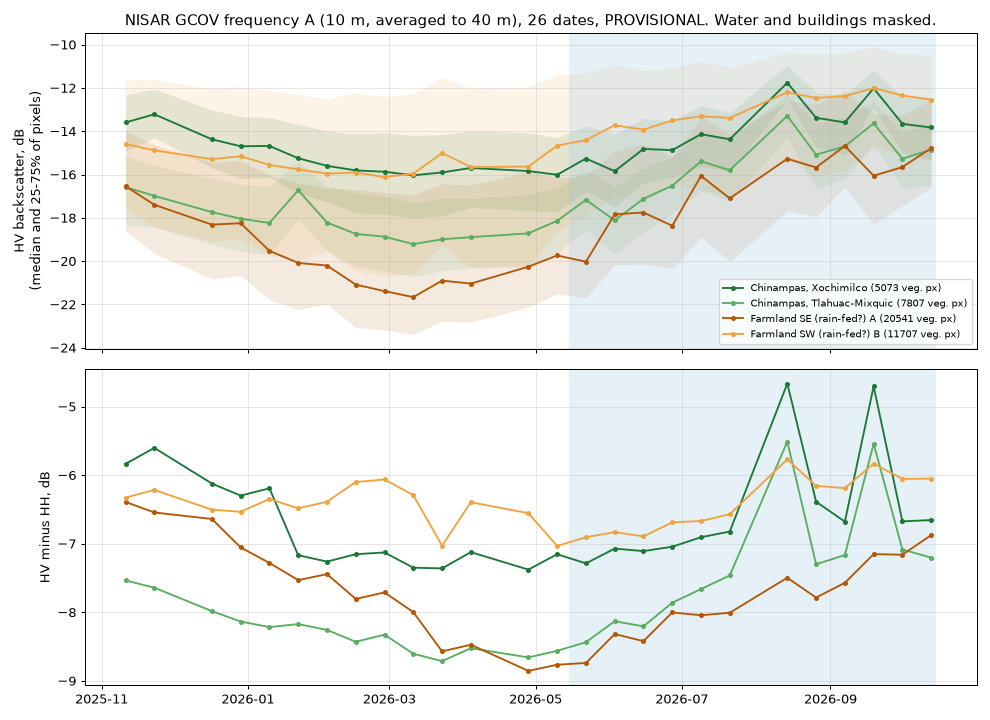 NISAR GCOV frequency A (10 m, averaged to 40 m), 26 dates, PROVISIONAL. Water and buildings masked.
HV backscatter, dB
(median and 25-75% of pixels)
−10
−12
−14
−16
−18
−20
−22
−24
Chinampas, Xochimilco (5073 veg. px)
Chinampas, Tlahuac-Mixquic (7807 veg. px)
Farmland SE (rain-fed?) A (20541 veg. px)
Farmland SW (rain-fed?) B (11707 veg. px)
HV minus HH, dB
−5
−6
−7
−8
−9
2025-11
2026-01
2026-03
2026-05
2026-07
2026-09